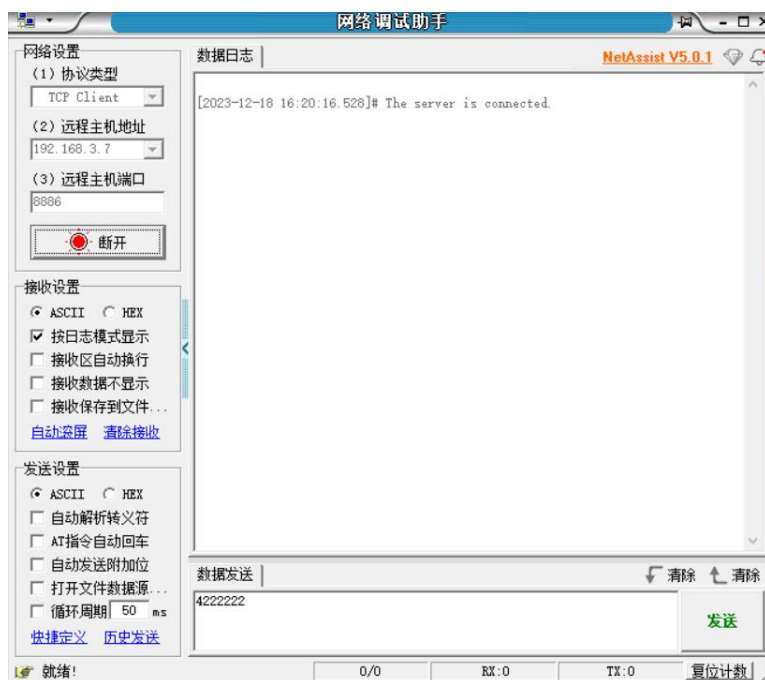 网络调试助手
网络设置
(1) 协议类型
TCP Client
(2) 远程主机地址
192.168.3.7
(3) 远程主机端口
8886
断开
接收设置
ASCII HEX
按日志模式显示
接收区自动换行
接收数据不显示
接收保存到文件...
自动滚屏 清除接收
发送设置
ASCII HEX
自动解析转义符
AT指令自动回车
自动发送附加位
打开文件数据源...
循环周期 50 ms
快捷定义 历史发送
数据日志 NetAssist V5.0.1
[2023-12-18 16:20:16.528]# The server is connected.
数据发送 清除 清除
4222222
发送
就绪! 0/0 RX:0 TX:0 复位计数